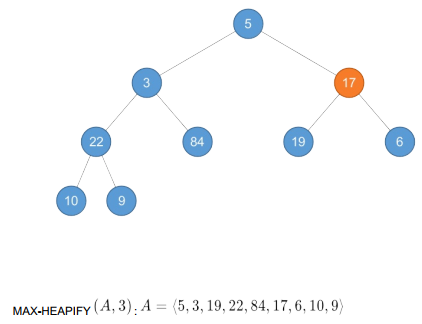 5
3 17
22 84 19 6
10 9
MAX-HEAPIFY (A, 3) : A = ⟨5, 3, 19, 22, 84, 17, 6, 10, 9⟩